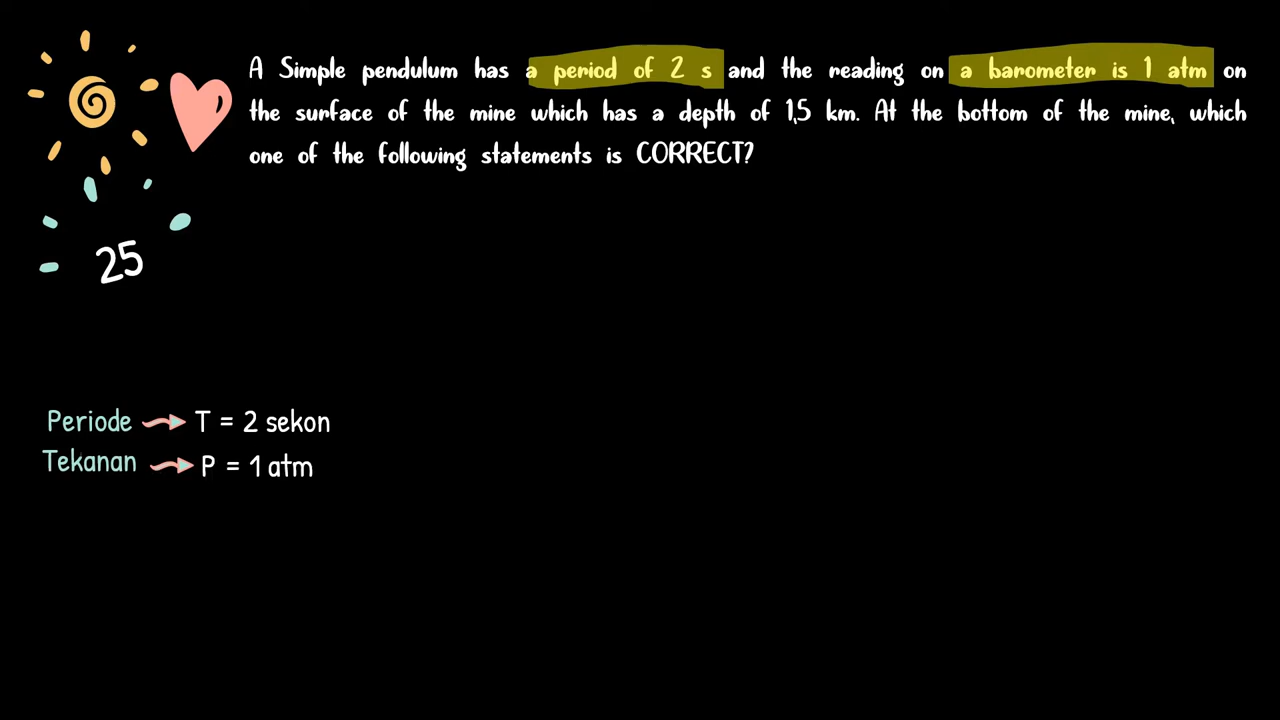 A Simple pendulum has a period of 2 s and the reading on a barometer is 1 atm on
the surface of the mine which has a depth of 1,5 km. At the bottom of the mine, which
one of the following statements is CORRECT?
25
Periode T = 2 sekon
Tekanan P = 1 atm